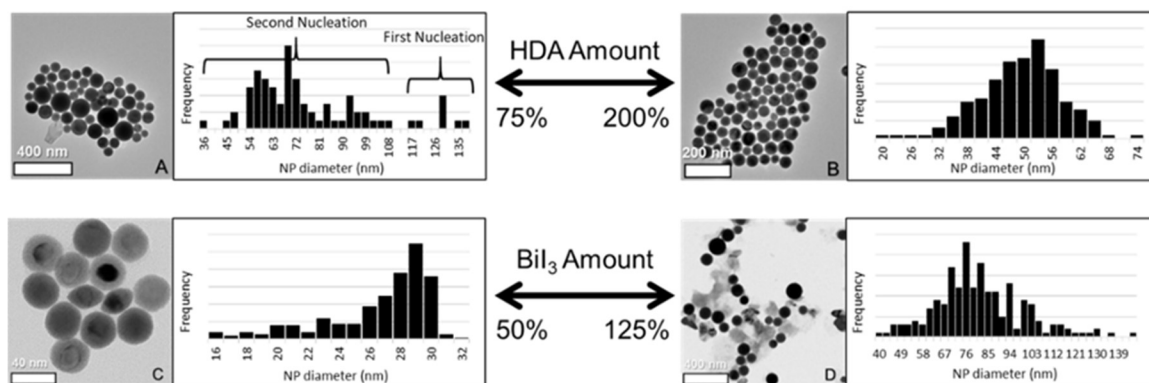 Second Nucleation
First Nucleation
Frequency
36 45 54 63 72 81 90 99 108 117 126 135
NP diameter (nm)
400 nm
A
HDA Amount
75% 200%
200 nm
B
Frequency
20 26 32 38 44 50 56 62 68 74
NP diameter (nm)
40 nm
C
Frequency
16 18 20 22 24 26 28 30 32
NP diameter (nm)
BiI₃ Amount
50% 125%
400 nm
D
Frequency
40 49 58 67 76 85 94 103 112 121 130 139
NP diameter (nm)